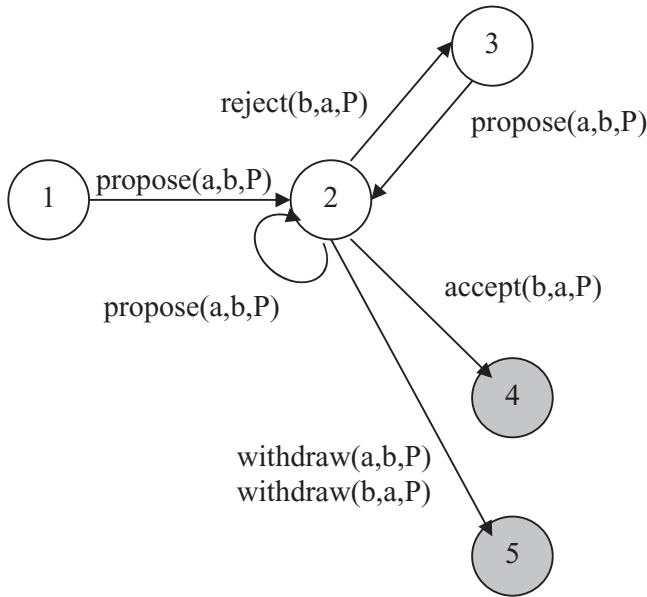 3
reject(b,a,P)
propose(a,b,P)
1
propose(a,b,P)
2
propose(a,b,P)
accept(b,a,P)
4
withdraw(a,b,P)
withdraw(b,a,P)
5